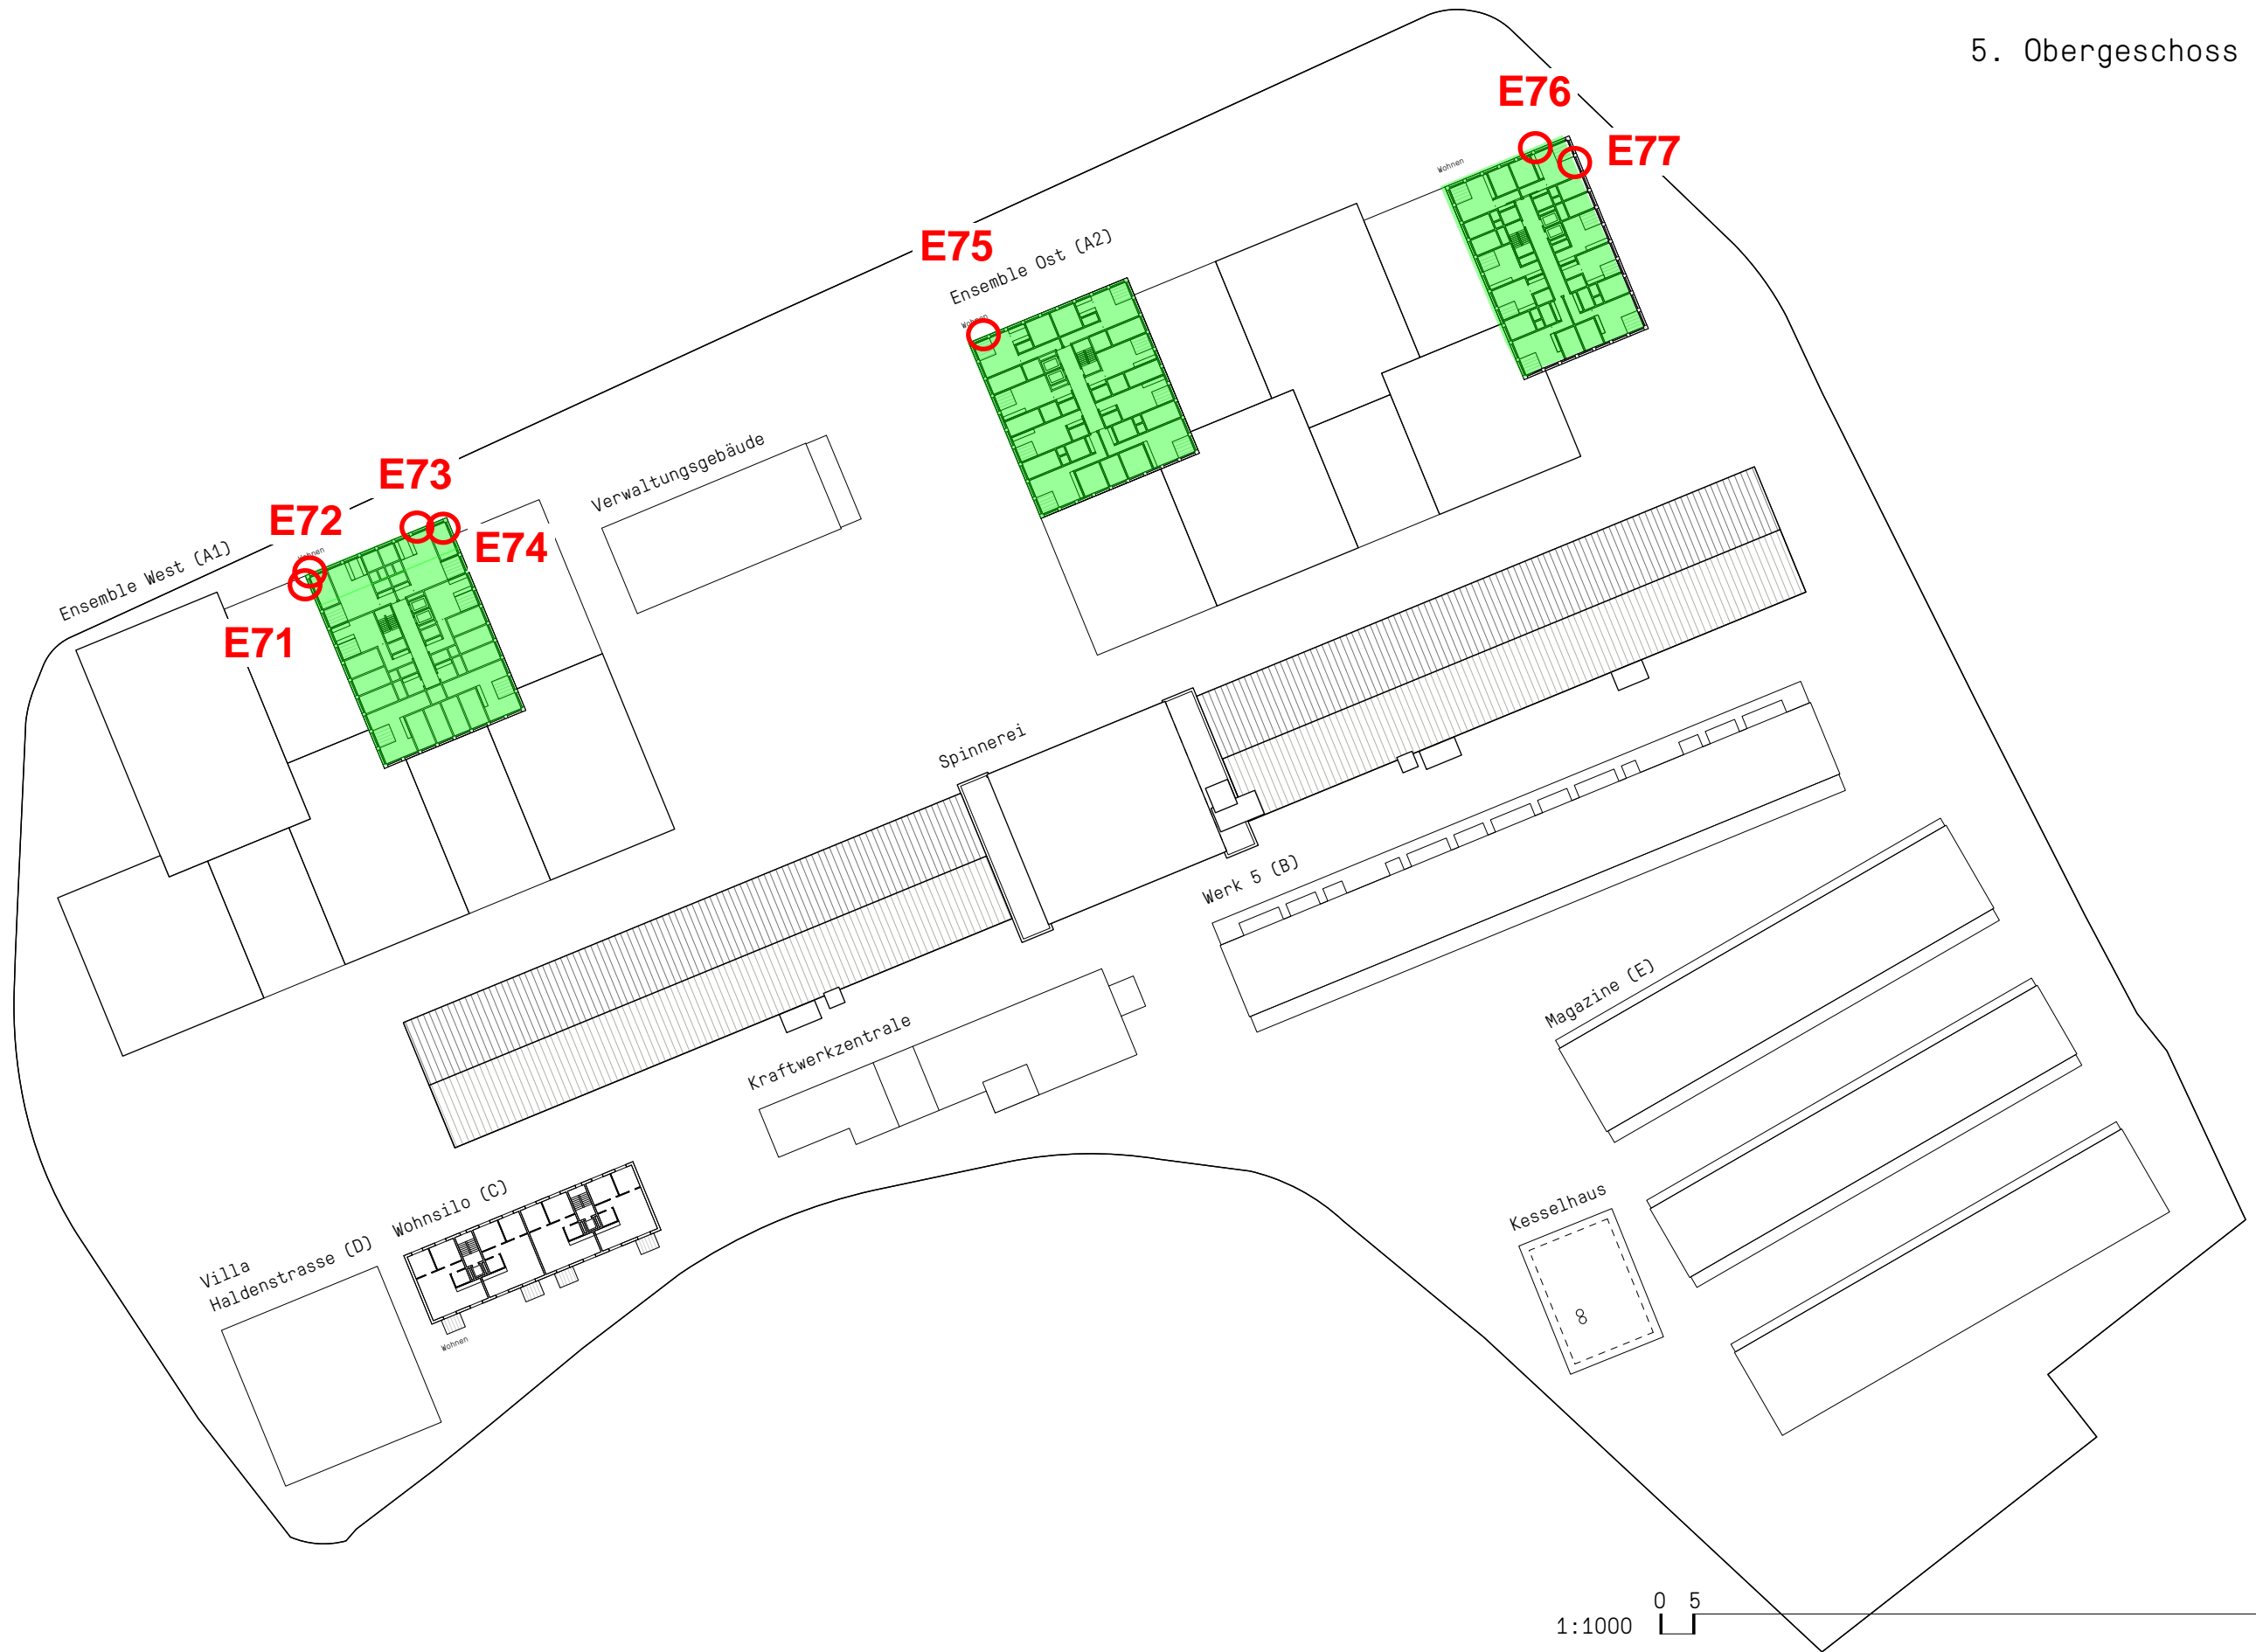 5. Obergeschoss
E76
E77
Wohnen
E75
Ensemble Ost (A2)
Wohnen
Verwaltungsgebäude
E73
E72
E74
Wohnen
Ensemble West (A1)
E71
Spinnerei
Werk 5 (B)
Magazine (E)
Kraftwerkzentrale
Wohnsilo (C)
Kesselhaus
Villa
Haldenstrasse (D)
Wohnen
0 5
1:1000